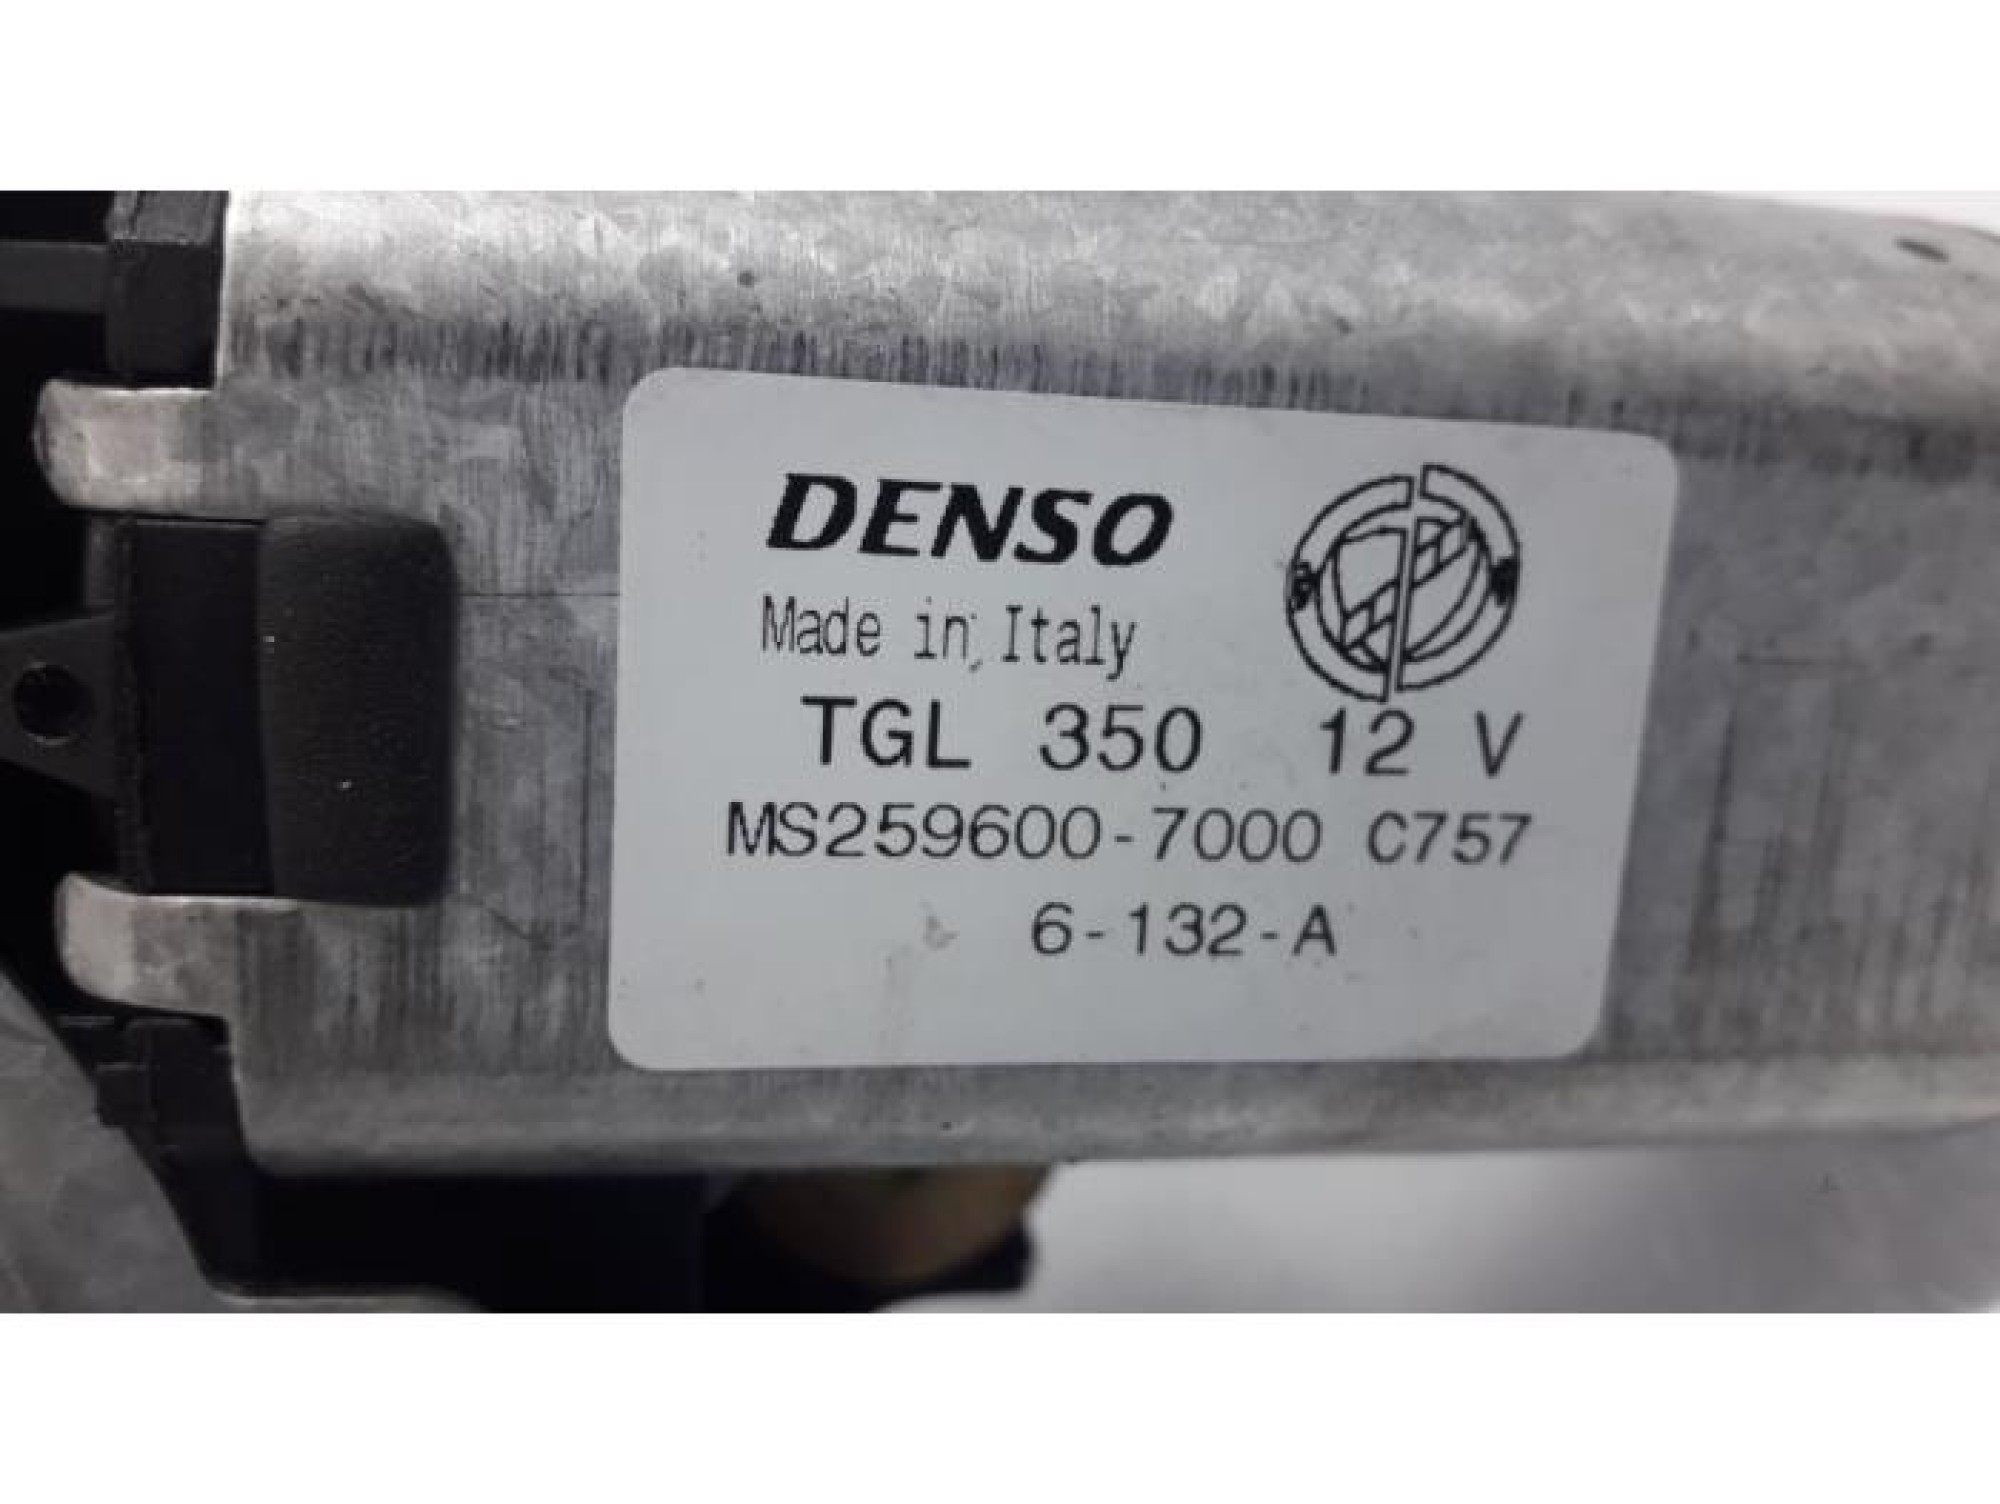 DENSO
Made in Italy
TGL 350 12 V
MS259600-7000 C757
6-132-A